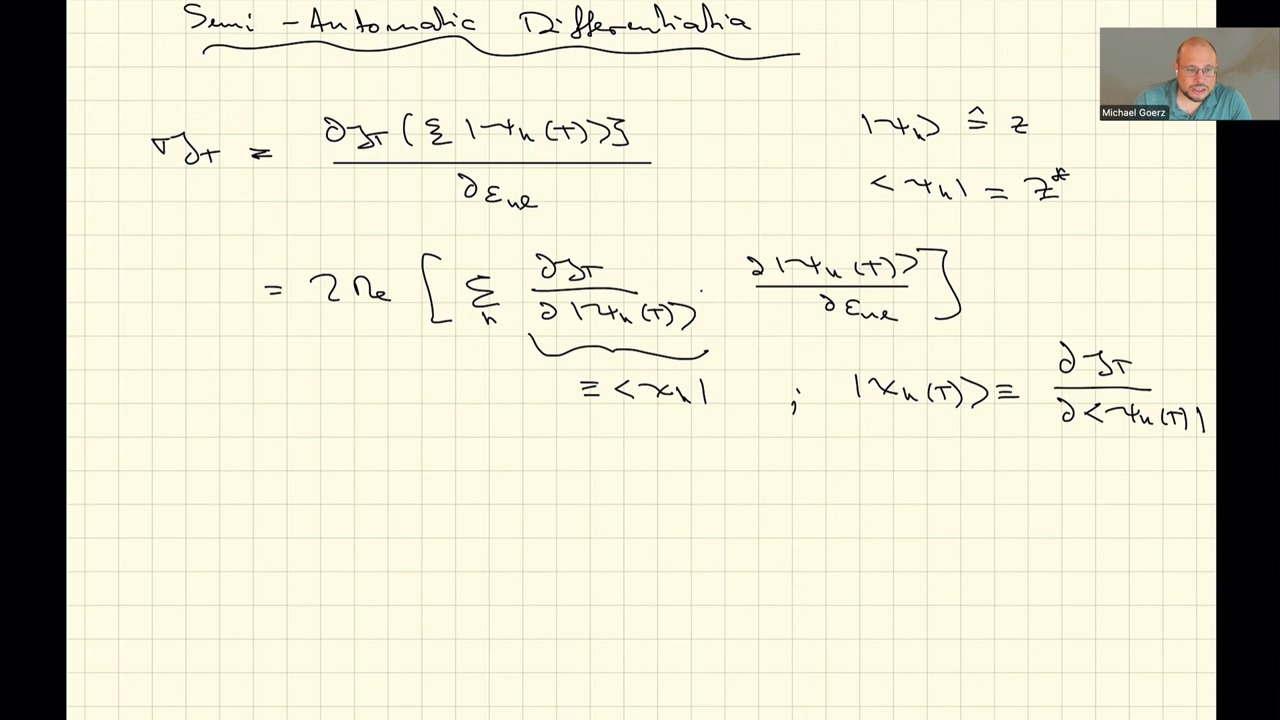 Semi-Automatic Differentiation
∇J_T = ∂J_T({|Ψ_k(T)⟩}) / ∂ε_nl
|Ψ_k⟩ ≙ z
⟨Ψ_k| = z*
= 2 Re [ Σ_k ∂J_T / ∂|Ψ_k(T)⟩ · ∂|Ψ_k(T)⟩ / ∂ε_nl ]
≡ ⟨χ_k| ; |χ_k(T)⟩ ≡ ∂J_T / ∂⟨Ψ_k(T)|
Michael Goerz